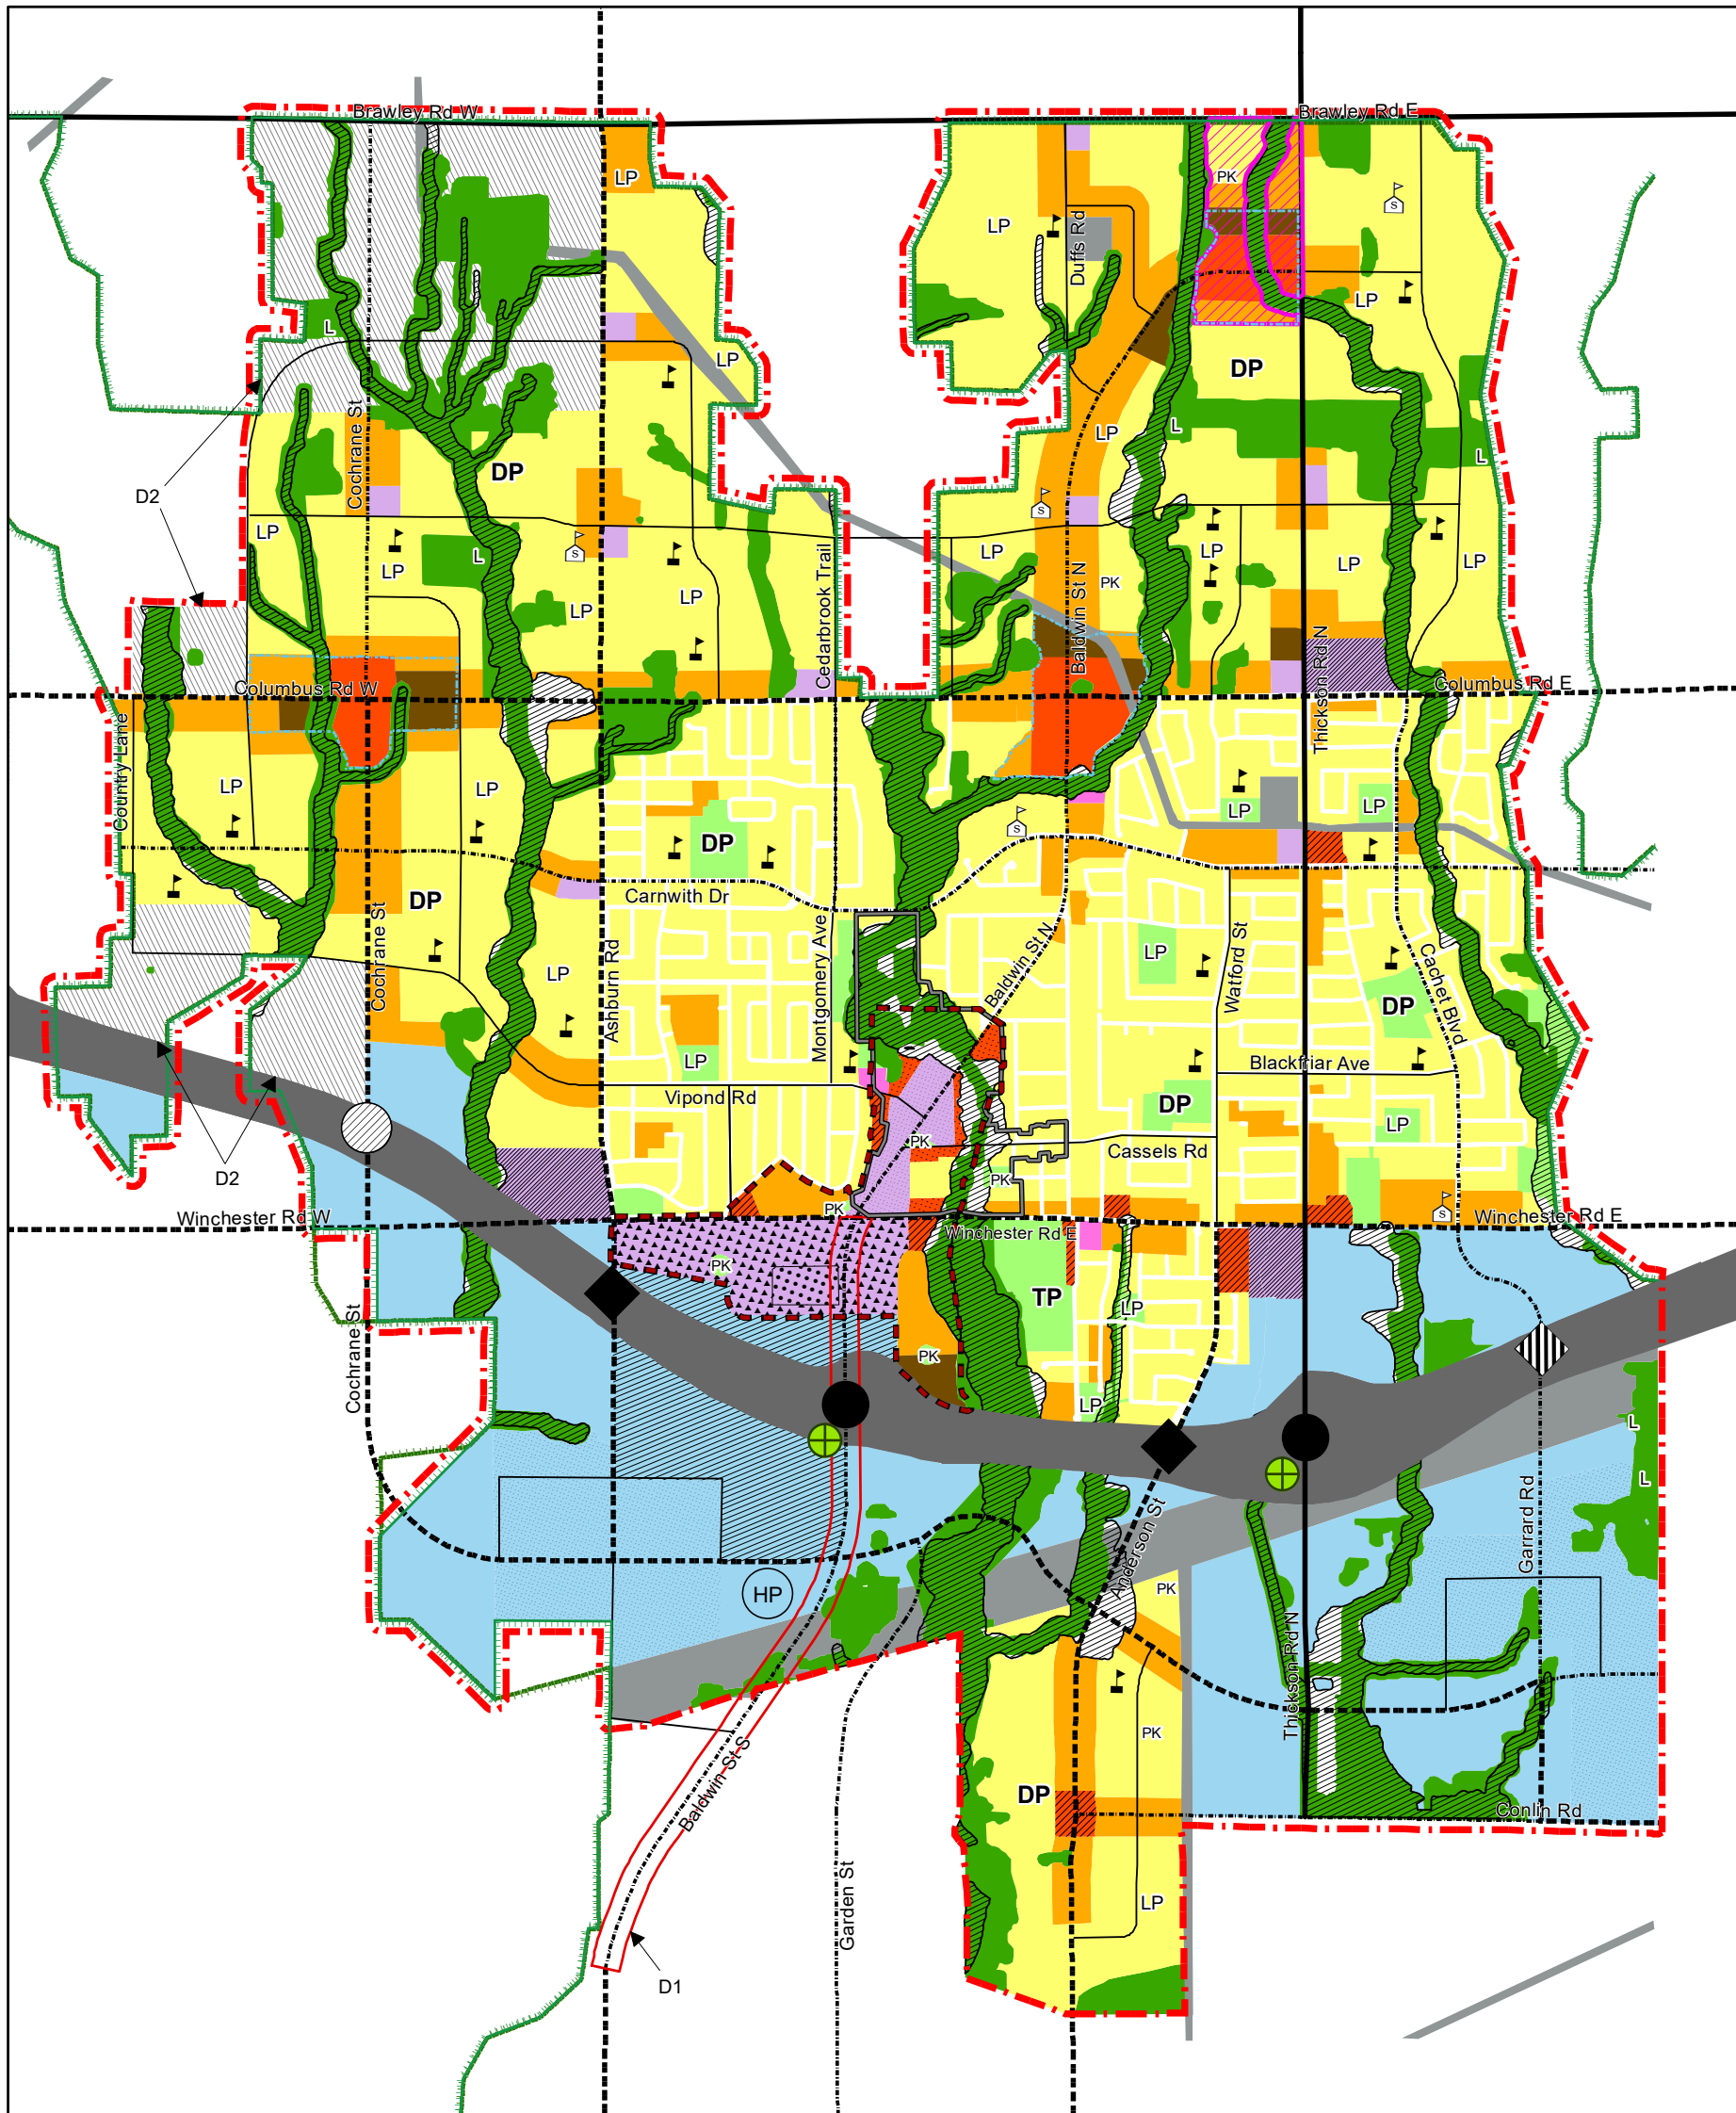 Brawley Rd W
Brawley Rd E
LP
PK
S
LP
Duffs Rd
LP
L
LP
DP
D2
Cochrane St
DP
LP
L
L
S
LP
LP
L
S
LP
LP
LP
LP
LP
LP
PK
Cedarbrook Trail
Baldwin St N
Thickson Rd N
Columbus Rd W
Columbus Rd E
Country Lane
LP
LP
DP
S
LP
LP
Carnwith Dr
DP
Cochrane St
LP
Ashburn Rd
Montgomery Ave
Baldwin St N
LP
Watford St
DP
Cachet Blvd
LP
Blackfriar Ave
Vipond Rd
DP
LP
PK
Cassels Rd
D2
PK
PK
S
Winchester Rd W
Winchester Rd E
Winchester Rd E
PK
TP
LP
Cochrane St
PK
LP
L
L
Anderson St
Garrard Rd
HP
PK
Thickson Rd N
PK
Baldwin St S
DP
Conlin Rd
Garden St
LP
D1